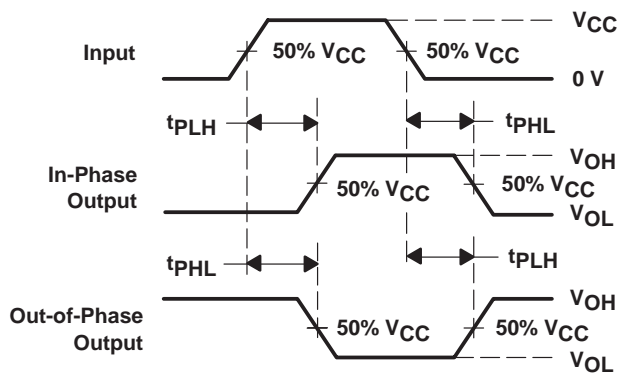 VCC
Input
50% VCC
50% VCC
0 V
tPLH
tPHL
In-Phase
Output
VOH
50% VCC
50% VCC
VOL
tPHL
tPLH
Out-of-Phase
Output
VOH
50% VCC
50% VCC
VOL